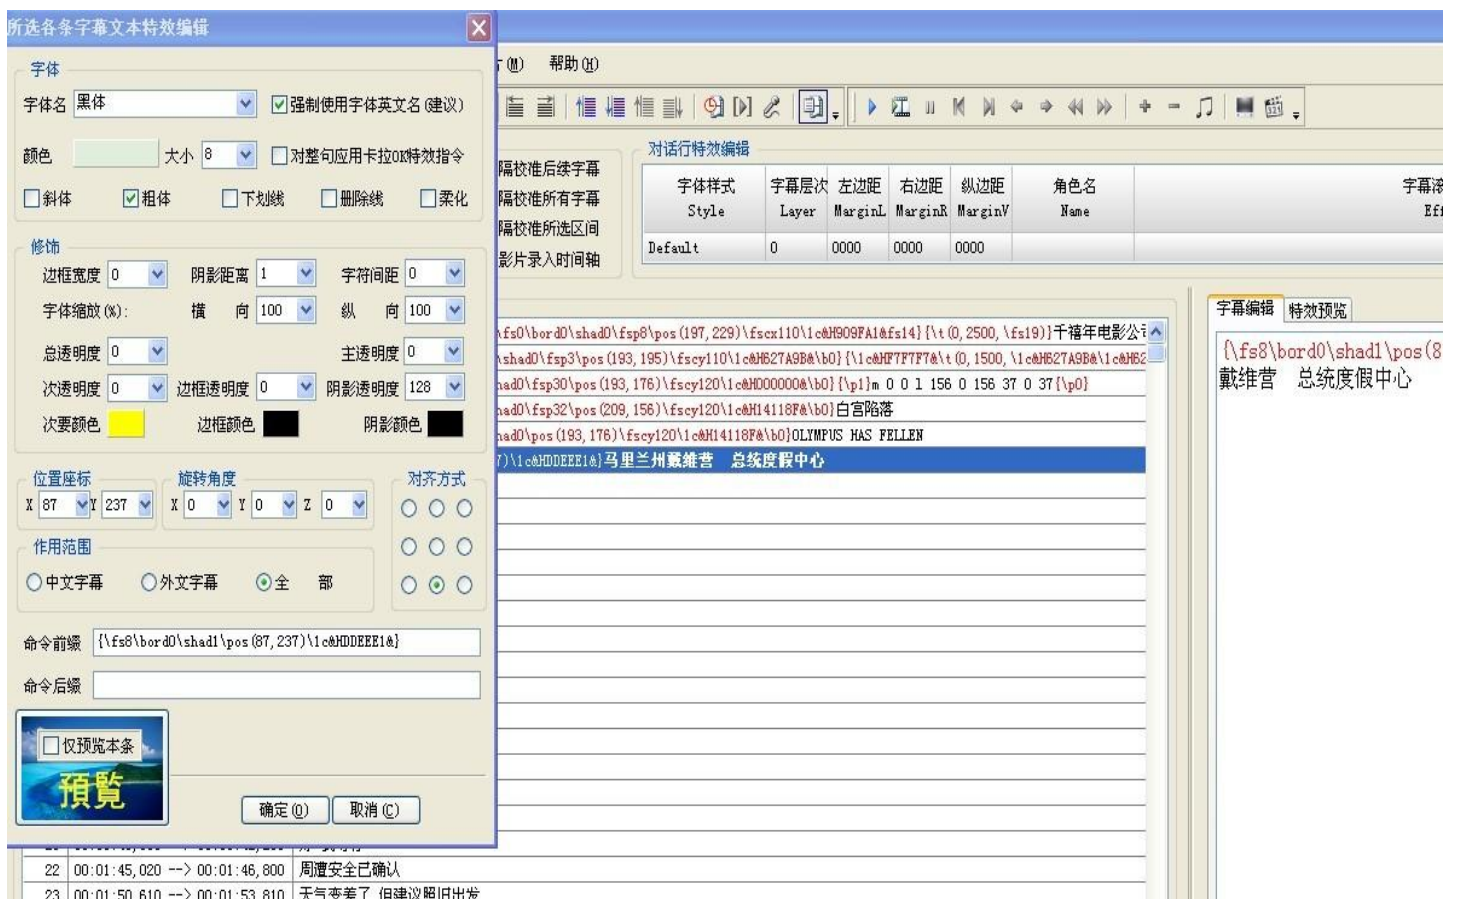 所选各条字幕文本特效编辑
字体
字体名 黑体 强制使用字体英文名(建议)
颜色 大小 8 对整句应用卡拉OK特效指令
斜体 粗体 下划线 删除线 柔化
修饰
边框宽度 0 阴影距离 1 字符间距 0
字体缩放(%): 横 向 100 纵 向 100
总透明度 0 主透明度 0
次透明度 0 边框透明度 0 阴影透明度 128
次要颜色 边框颜色 阴影颜色
位置座标 旋转角度 对齐方式
X 87 Y 237 X 0 Y 0 Z 0
作用范围
中文字幕 外文字幕 全 部
命令前缀 {\fs8\bord0\shad1\pos(87,237)\1c&HDDEEE1&}
命令后缀
仅预览本条
預覧
确定(O) 取消(C)
(M) 帮助(H)
隔校准后续字幕
隔校准所有字幕
隔校准所选区间
影片录入时间轴
对话行特效编辑
字体样式 字幕层次 左边距 右边距 纵边距 角色名 字幕滚
Style Layer MarginL MarginR MarginV Name Ef
Default 0 0000 0000 0000
\fs0\bord0\shad0\fsp8\pos(197,229)\fscx110\1c&H909FA1&fs14}{\t(0,2500,\fs19)}千禧年电影公
\shad0\fsp3\pos(193,195)\fscy110\1c&H627A9B&\b0}{\1c&HF7F7F7&\t(0,1500,\1c&H627A9B&\1c&H62
had0\fsp30\pos(193,176)\fscy120\1c&H000000&\b0}{\p1}m 0 0 l 156 0 156 37 0 37{\p0}
had0\fsp32\pos(209,156)\fscy120\1c&H14118F&\b0}白宫陷落
had0\pos(193,176)\fscy120\1c&H14118F&\b0}OLYMPUS HAS FELLEN
7)\1c&HDDEEE1&}马里兰州戴维营 总统度假中心
字幕编辑 特效预览
{\fs8\bord0\shad1\pos(8
戴维营 总统度假中心
22 00:01:45,020 --> 00:01:46,800 周遭安全已确认
23 00:01:50,610 --> 00:01:53,810 天气变差了 但建议照旧出发